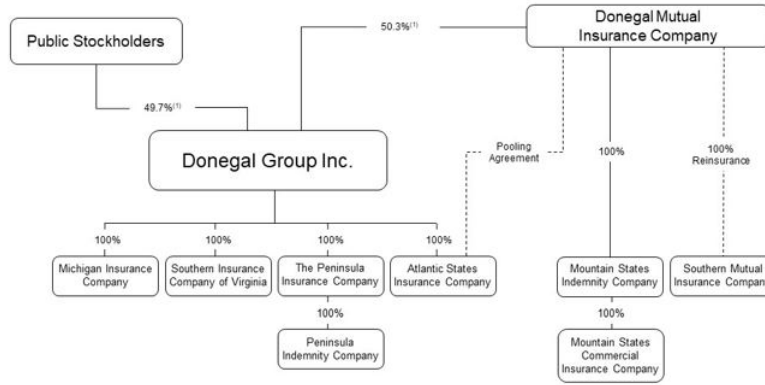 Public Stockholders
50.3%(1)
Donegal Mutual
Insurance Company
49.7%(1)
Donegal Group Inc.
Pooling
Agreement
100%
100%
Reinsurance
100%
100%
100%
100%
Michigan Insurance
Company
Southern Insurance
Company of Virginia
The Peninsula
Insurance Company
Atlantic States
Insurance Company
Mountain States
Indemnity Company
Southern Mutual
Insurance Company
100%
100%
Peninsula
Indemnity Company
Mountain States
Commercial
Insurance Company